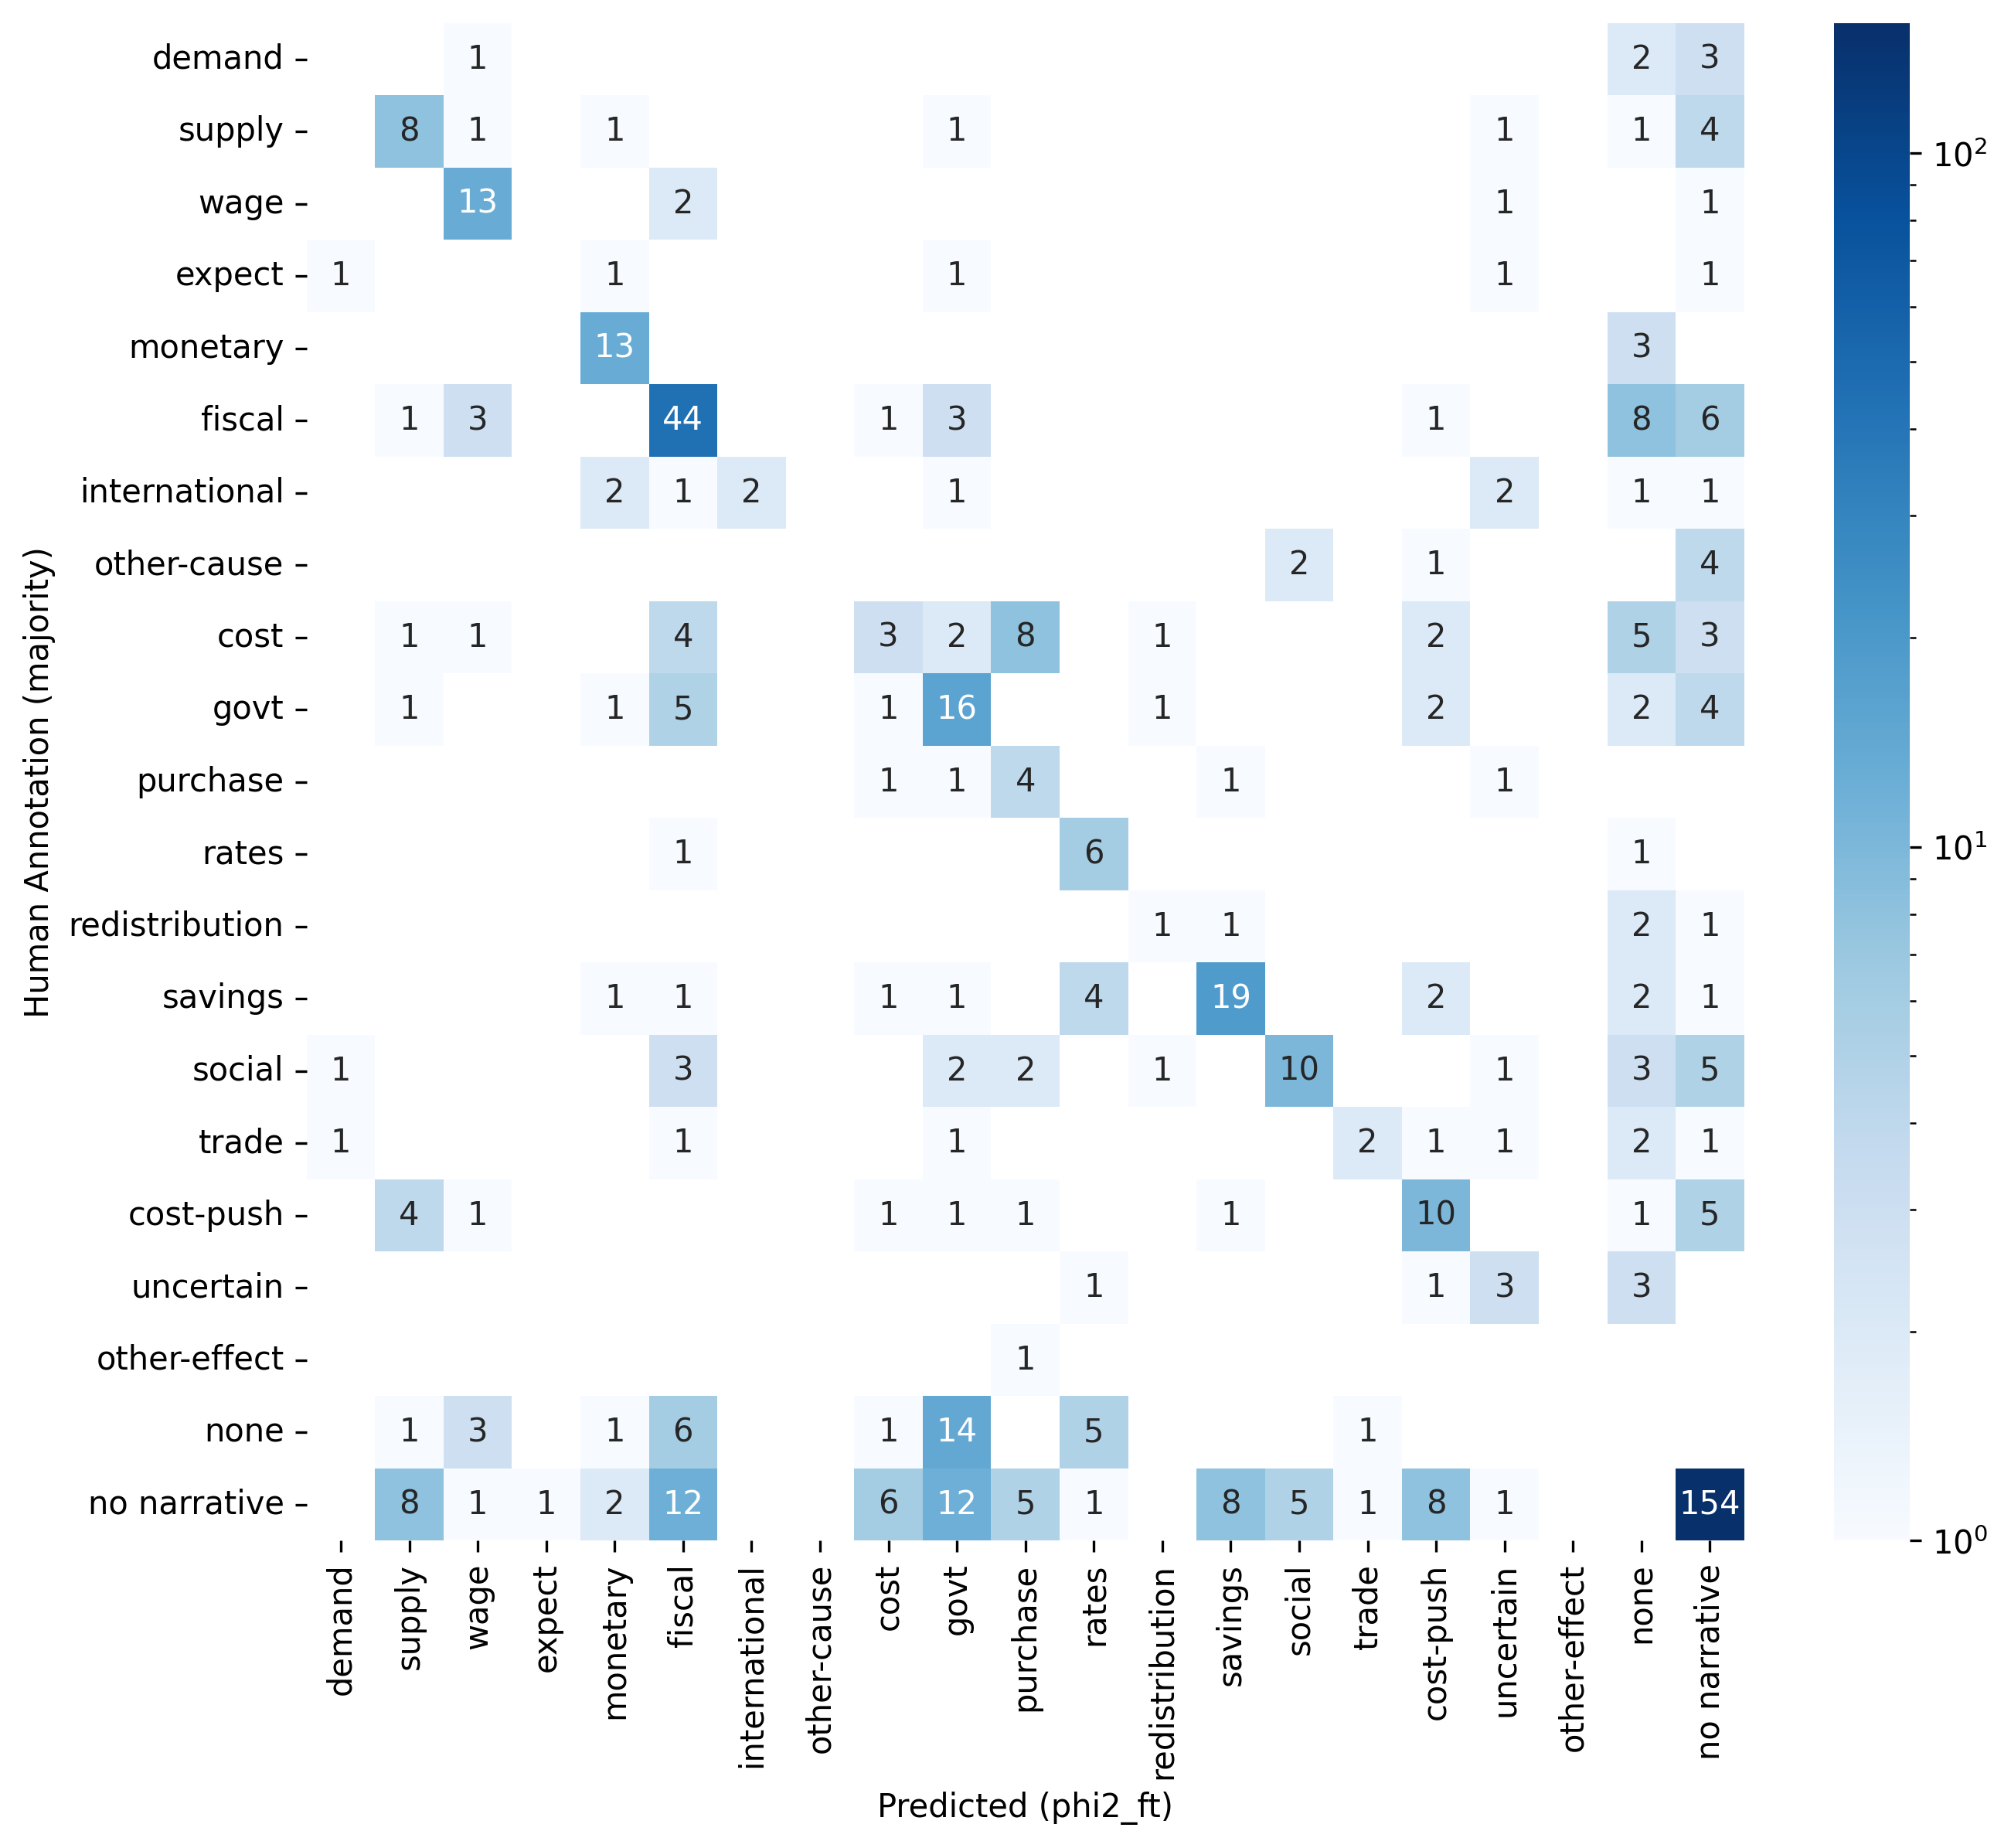 demand 1 2 3
supply 8 1 1 1 1 1 4
wage 13 2 1 1
expect 1 1 1 1 1
monetary 13 3
fiscal 1 3 44 1 3 1 8 6
international 2 1 2 1 2 1 1
other-cause 2 1 4
cost 1 1 4 3 2 8 1 2 5 3
govt 1 1 5 1 16 1 2 2 4
purchase 1 1 4 1 1
rates 1 6 1
redistribution 1 1 2 1
savings 1 1 1 1 4 19 2 2 1
social 1 3 2 2 1 10 1 3 5
trade 1 1 1 2 1 1 2 1
cost-push 4 1 1 1 1 1 10 1 5
uncertain 1 1 3 3
other-effect 1
none 1 3 1 6 1 14 5 1
no narrative 8 1 1 2 12 6 12 5 1 8 5 1 8 1 154
demand
supply
wage
expect
monetary
fiscal
international
other-cause
cost
govt
purchase
rates
redistribution
savings
social
trade
cost-push
uncertain
other-effect
none
no narrative
Predicted (phi2_ft)
Human Annotation (majority)
10²
10¹
10⁰